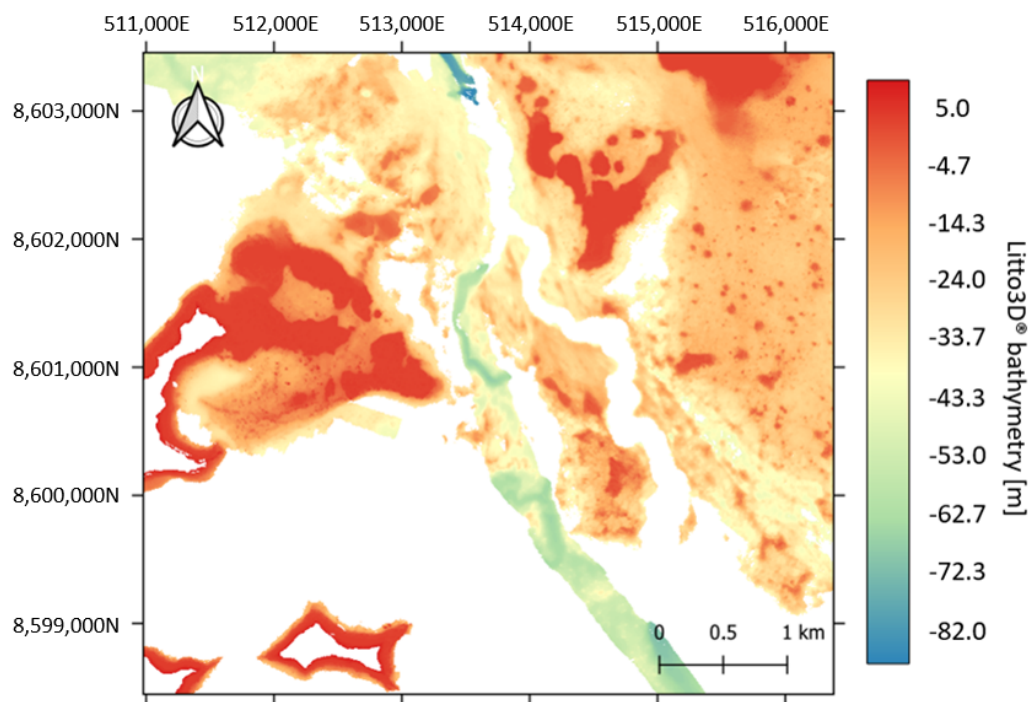 511,000E 512,000E 513,000E 514,000E 515,000E 516,000E
N
8,603,000N
8,602,000N
8,601,000N
8,600,000N
8,599,000N
0 0.5 1 km
5.0
-4.7
-14.3
-24.0
-33.7
-43.3
-53.0
-62.7
-72.3
-82.0
Litto3D® bathymetry [m]